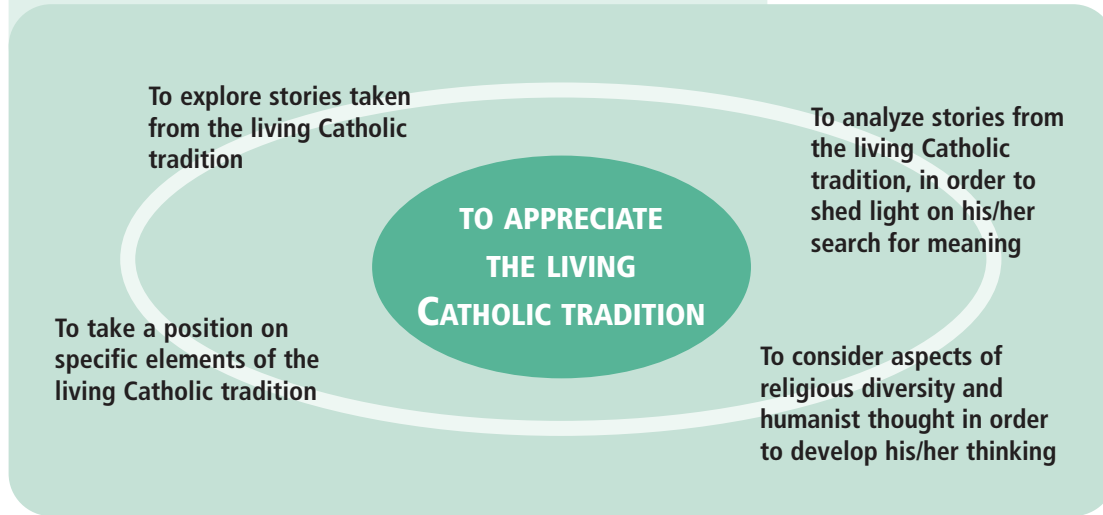 To explore stories taken
from the living Catholic
tradition
To analyze stories from
the living Catholic
tradition, in order to
shed light on his/her
search for meaning
TO APPRECIATE
THE LIVING
CATHOLIC TRADITION
To take a position on
specific elements of the
living Catholic tradition
To consider aspects of
religious diversity and
humanist thought in order
to develop his/her thinking